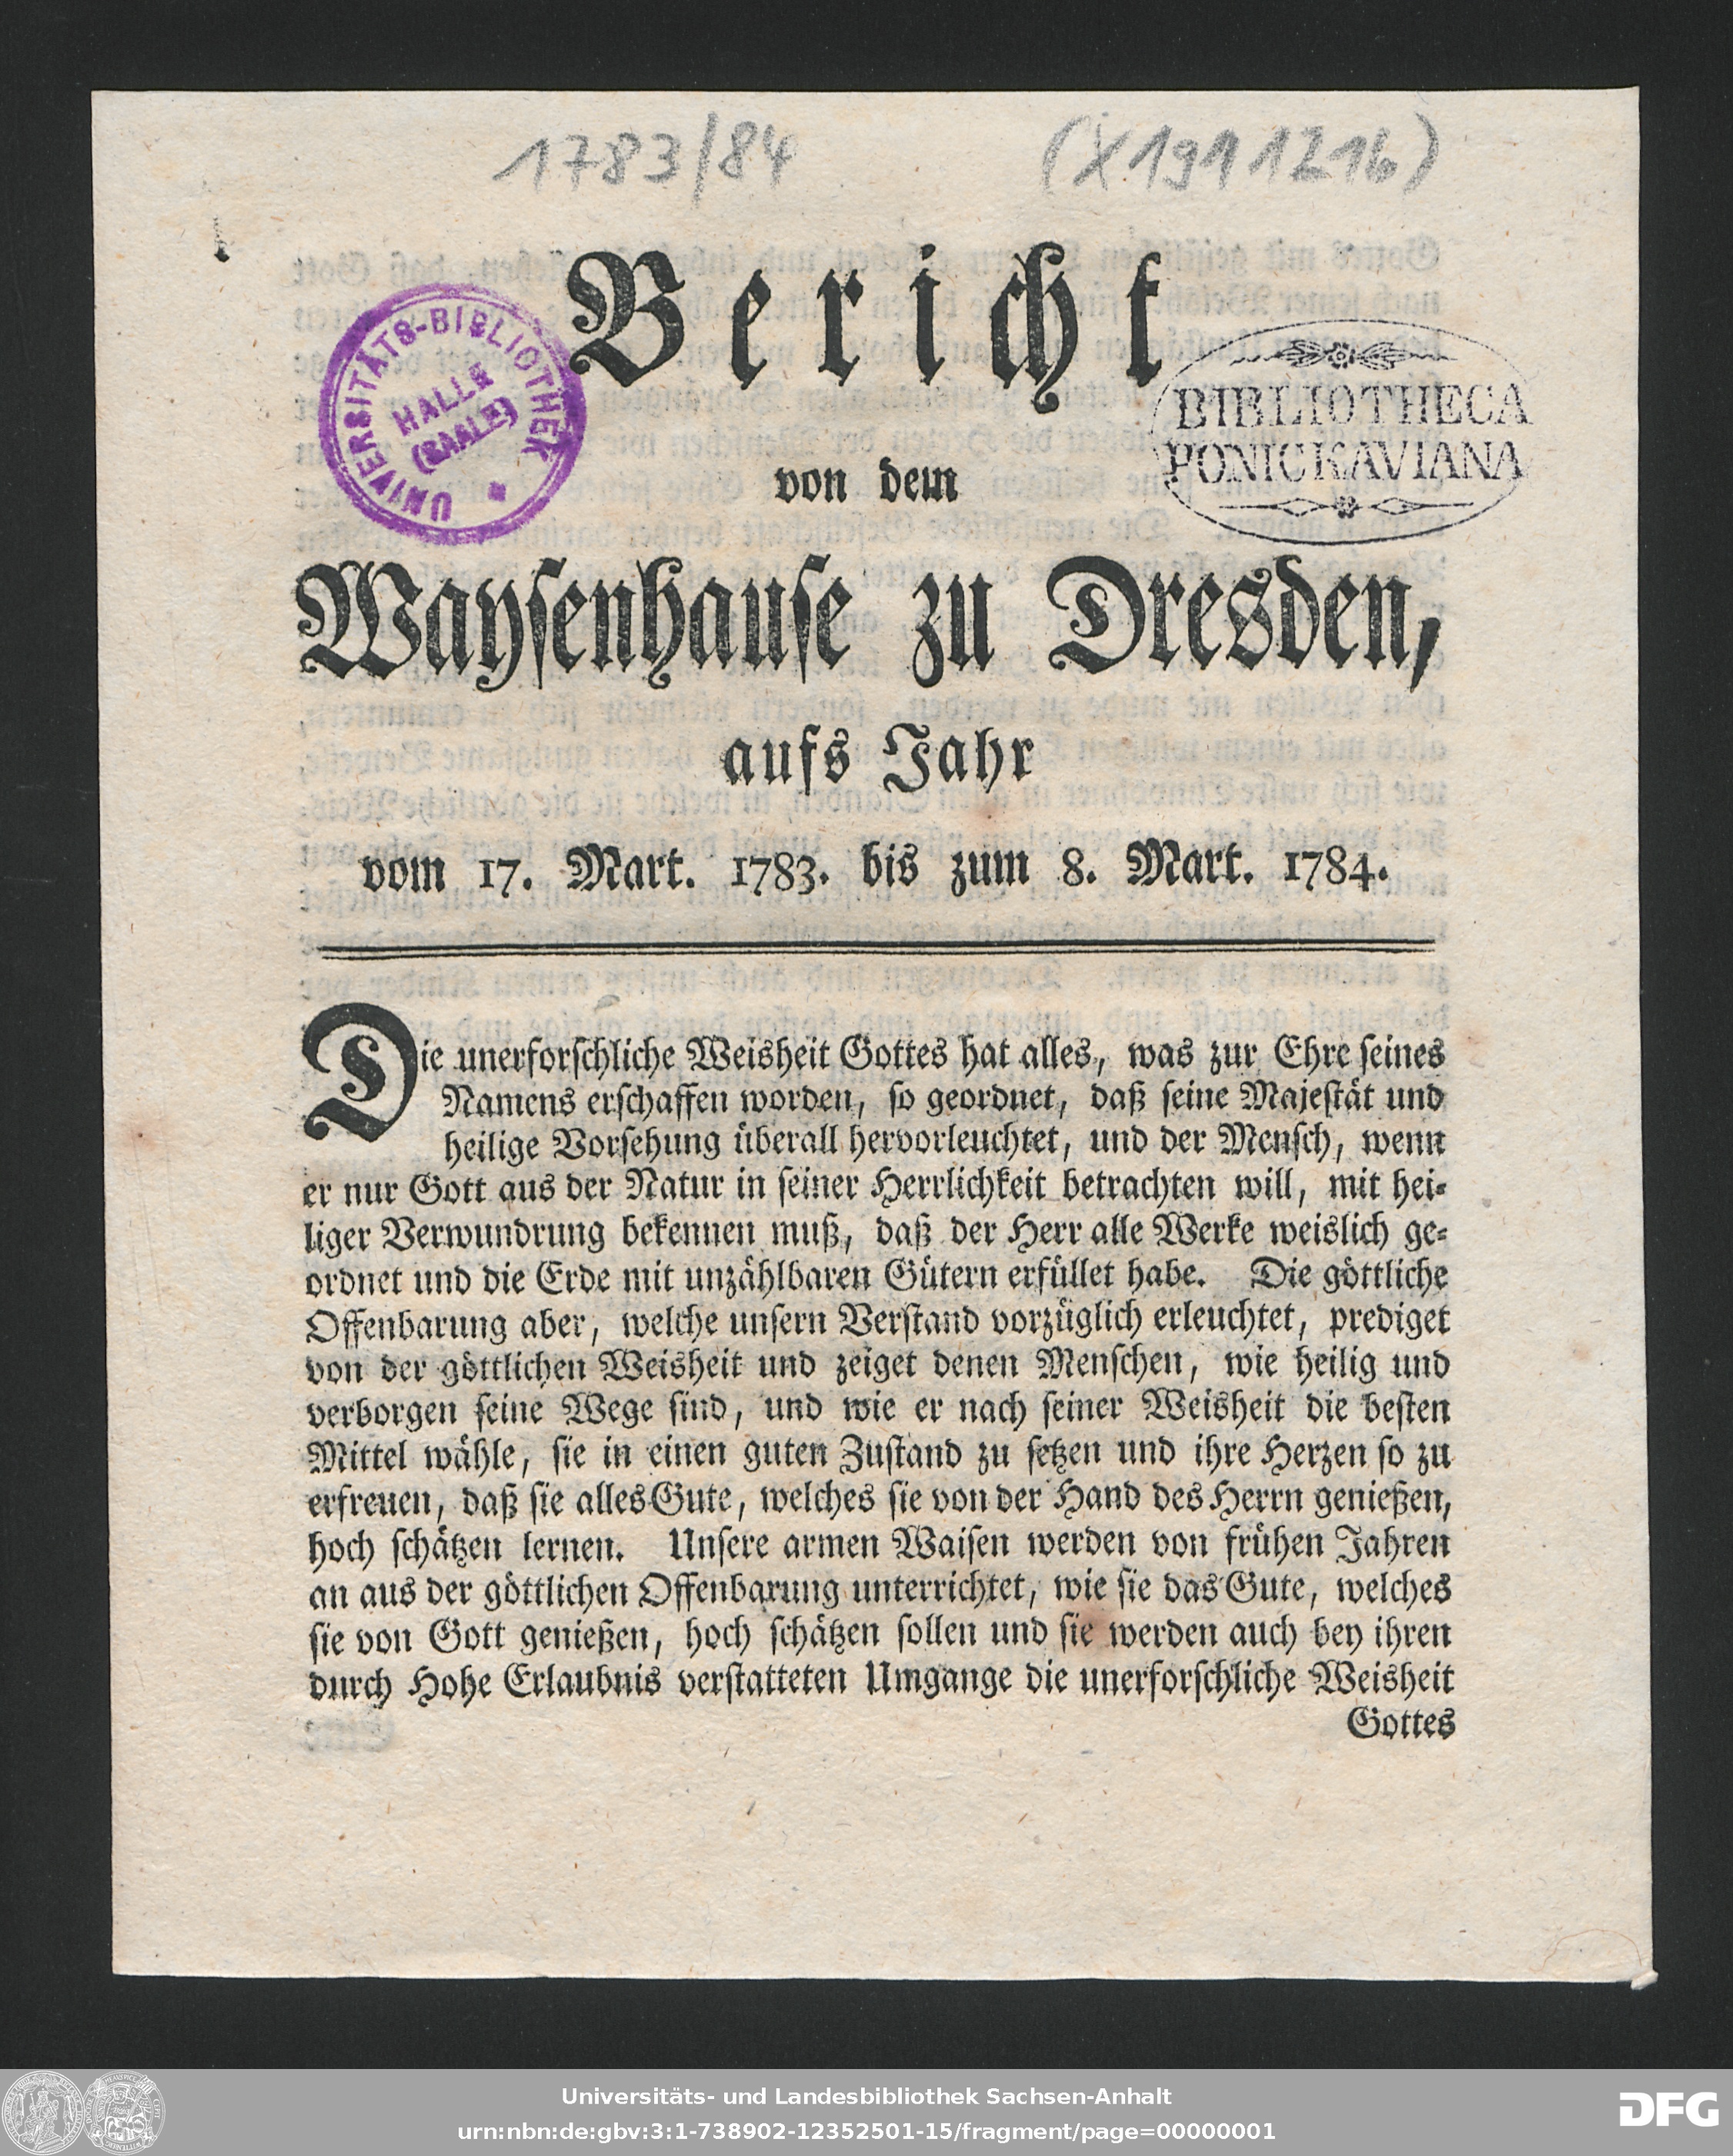 1783/84 (X1911216)
Bericht
UNIVERSITÄTS-BIBLIOTHEK
HALLE
(SAALE)
BIBLIOTHECA
PONICKAVIANA
von dem
Waysenhause zu Dresden,
aufs Jahr
vom 17. Mart. 1783. bis zum 8. Mart. 1784.
Die unerforschliche Weisheit Gottes hat alles, was zur Ehre seines
Namens erschaffen worden, so geordnet, daß seine Majestät und
heilige Vorsehung überall hervorleuchtet, und der Mensch, wenn
er nur Gott aus der Natur in seiner Herrlichkeit betrachten will, mit hei-
liger Verwundrung bekennen muß, daß der Herr alle Werke weislich ge-
ordnet und die Erde mit unzählbaren Gütern erfüllet habe. Die göttliche
Offenbarung aber, welche unsern Verstand vorzüglich erleuchtet, prediget
von der göttlichen Weisheit und zeiget denen Menschen, wie heilig und
verborgen seine Wege sind, und wie er nach seiner Weisheit die besten
Mittel wähle, sie in einen guten Zustand zu setzen und ihre Herzen so zu
erfreuen, daß sie alles Gute, welches sie von der Hand des Herrn genießen,
hoch schätzen lernen. Unsere armen Waisen werden von frühen Jahren
an aus der göttlichen Offenbarung unterrichtet, wie sie das Gute, welches
sie von Gott genießen, hoch schätzen sollen und sie werden auch bey ihren
durch Hohe Erlaubnis verstatteten Umgange die unerforschliche Weisheit
Gottes
Universitäts- und Landesbibliothek Sachsen-Anhalt
urn:nbn:de:gbv:3:1-738902-12352501-15/fragment/page=00000001
DFG